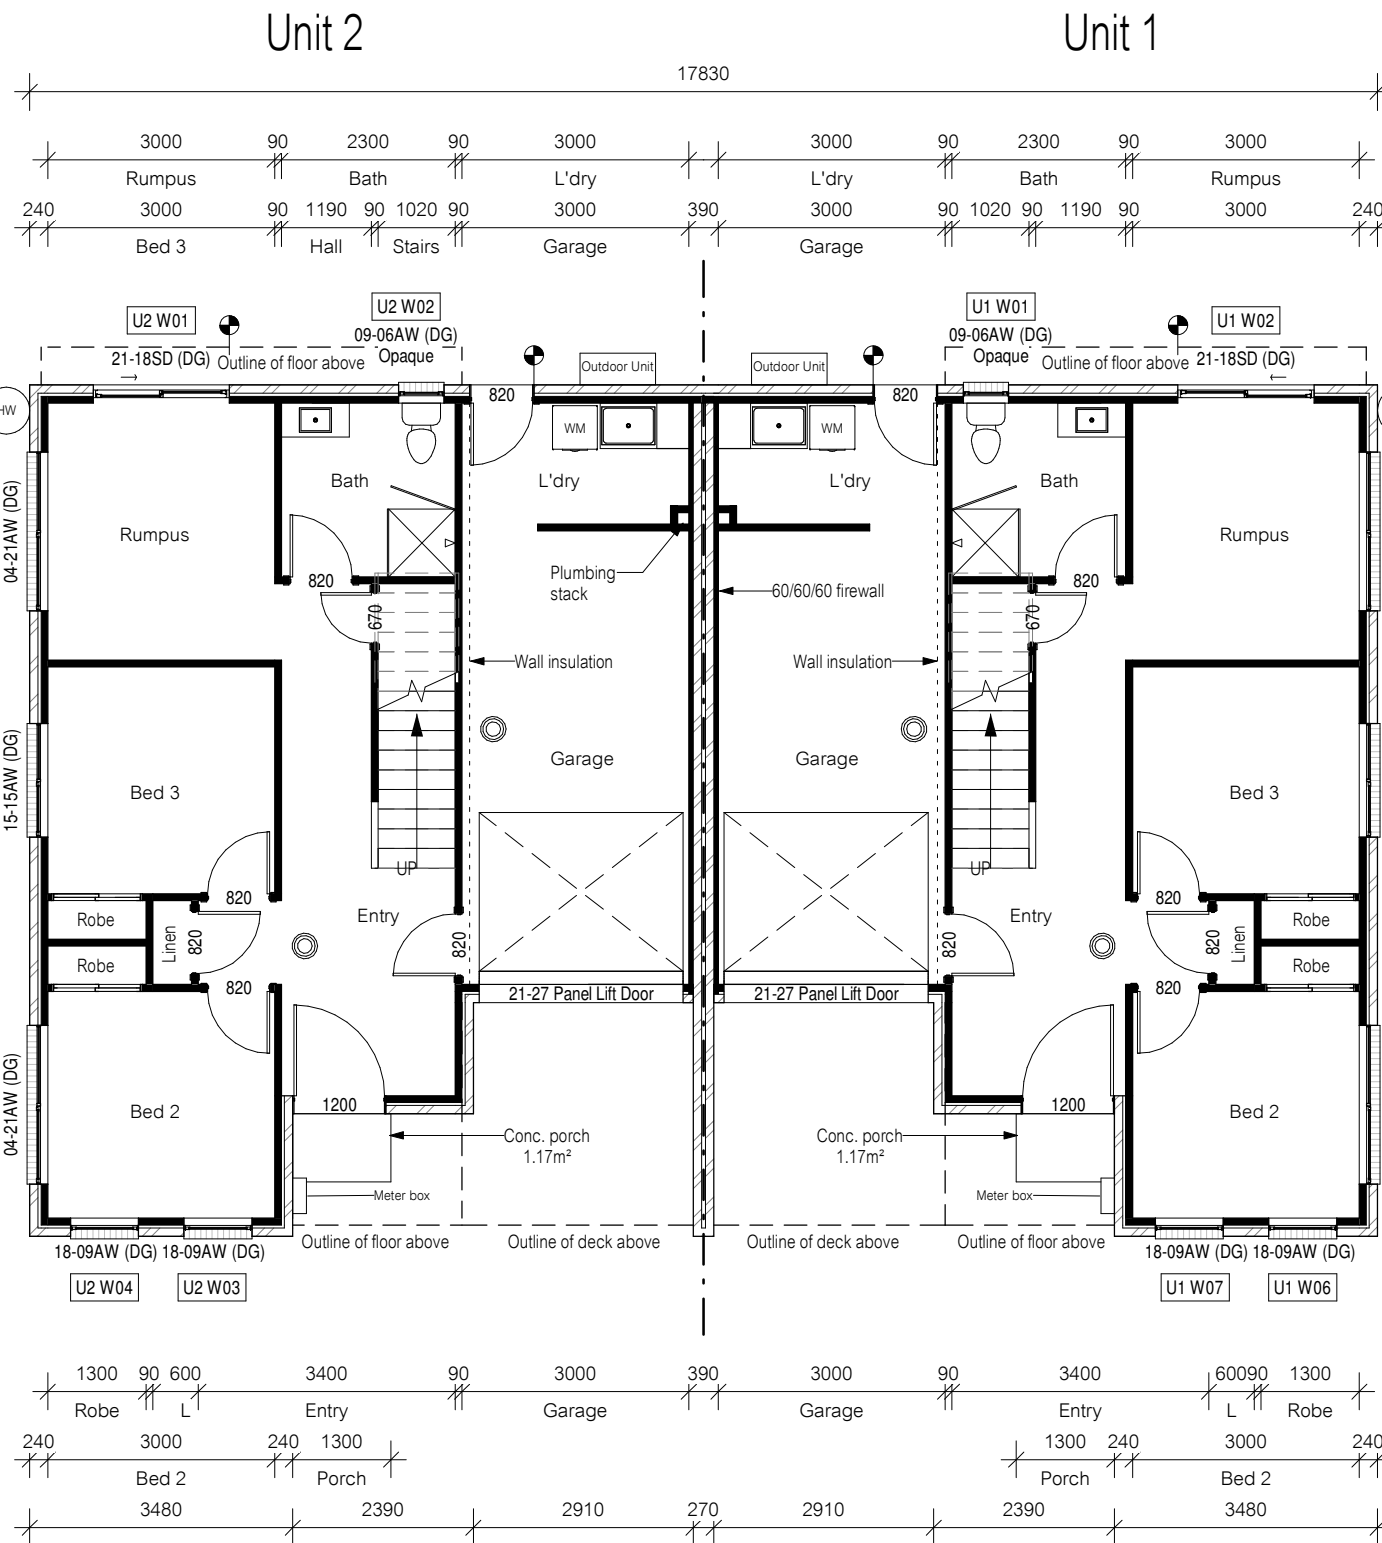 Unit 2 Unit 1
17830
3000 90 2300 90 3000 3000 90 2300 90 3000
Rumpus Bath L'dry L'dry Bath Rumpus
240 3000 90 1190 90 1020 90 3000 390 3000 90 1020 90 1190 90 3000 240
Bed 3 Hall Stairs Garage Garage
U2 W01 U2 W02 U1 W01 U1 W02
09-06AW (DG) 09-06AW (DG)
21-18SD (DG) Outline of floor above Opaque Opaque Outline of floor above 21-18SD (DG)
Outdoor Unit Outdoor Unit
820 820
HW
WM WM
Bath L'dry L'dry Bath
04-21AW (DG)
Rumpus Rumpus
820 820
Plumbing
stack
60/60/60 firewall
670 670
Wall insulation Wall insulation
Garage Garage
15-15AW (DG)
Bed 3 Bed 3
UP UP
820 820
Robe Entry Entry Robe
Linen 820 820 820 820 Linen
Robe Robe
820 820
21-27 Panel Lift Door 21-27 Panel Lift Door
04-21AW (DG)
Bed 2 1200 1200 Bed 2
Conc. porch Conc. porch
1.17m² 1.17m²
Meter box Meter box
Outline of floor above Outline of deck above Outline of deck above Outline of floor above
18-09AW (DG) 18-09AW (DG) 18-09AW (DG) 18-09AW (DG)
U2 W04 U2 W03 U1 W07 U1 W06
1300 90 600 3400 90 3000 390 3000 90 3400 600 90 1300
Robe L Entry Garage Garage Entry L Robe
240 3000 240 1300 1300 240 3000 240
Bed 2 Porch Porch Bed 2
3480 2390 2910 270 2910 2390 3480